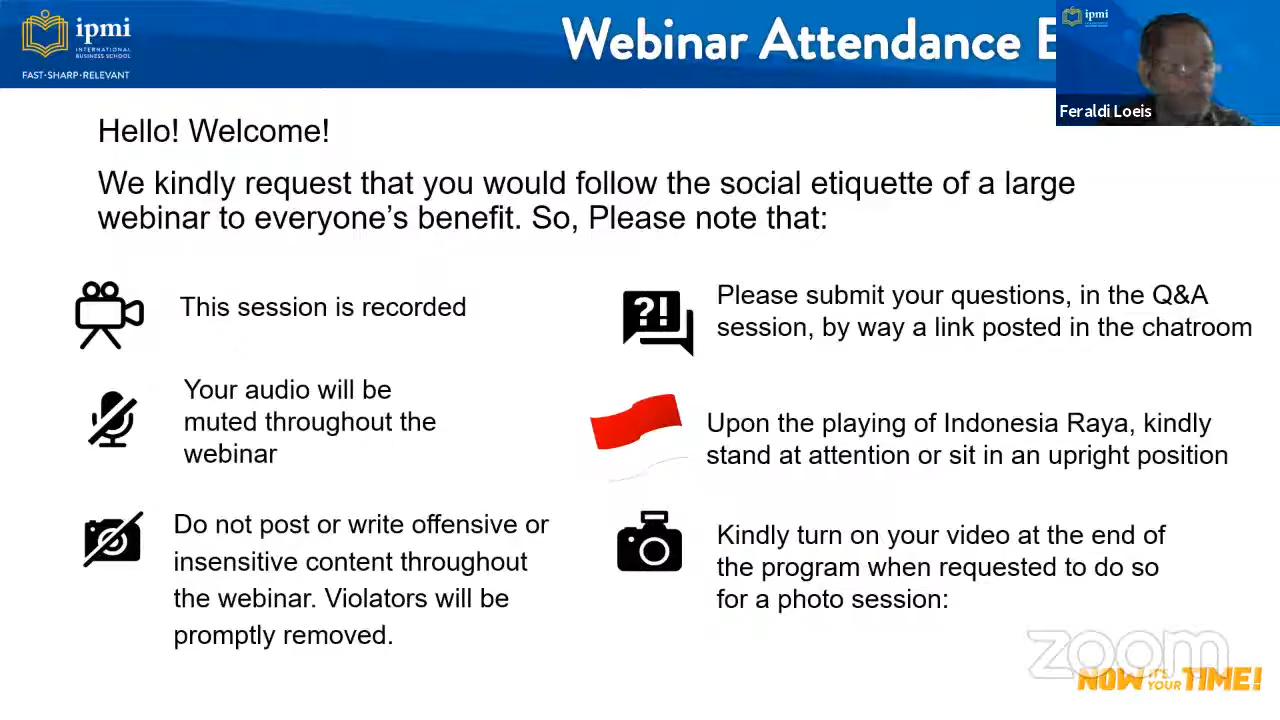 ipmi
INTERNATIONAL
BUSINESS SCHOOL
FAST·SHARP·RELEVANT
Webinar Attendance E
ipmi
Feraldi Loeis
Hello! Welcome!
We kindly request that you would follow the social etiquette of a large
webinar to everyone’s benefit. So, Please note that:
This session is recorded
Your audio will be
muted throughout the
webinar
Do not post or write offensive or
insensitive content throughout
the webinar. Violators will be
promptly removed.
?!
Please submit your questions, in the Q&A
session, by way a link posted in the chatroom
Upon the playing of Indonesia Raya, kindly
stand at attention or sit in an upright position
Kindly turn on your video at the end of
the program when requested to do so
for a photo session:
zoom
NOW IT'S YOUR TIME!